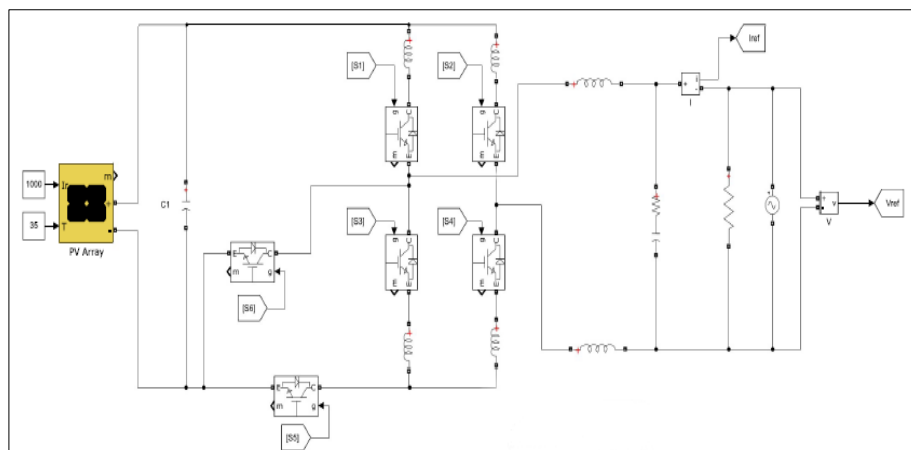 Iref
[S1]
[S2]
g C
g C
I
1000
Ir
m
m E
m E
+
C1
35
T
-
PV Array
[S3]
[S4]
g C
g C
v
V
Vref
E C
m g
m E
m E
[S6]
E C
m g
[S5]